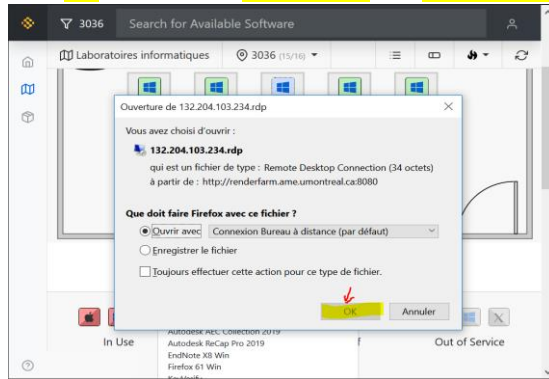 3036 Search for Available Software
Laboratoires informatiques 3036 (15/16)
Ouverture de 132.204.103.234.rdp
Vous avez choisi d'ouvrir :
132.204.103.234.rdp
qui est un fichier de type : Remote Desktop Connection (34 octets)
à partir de : http://renderfarm.ame.umontreal.ca:8080
Que doit faire Firefox avec ce fichier ?
Ouvrir avec Connexion Bureau à distance (par défaut)
Enregistrer le fichier
Toujours effectuer cette action pour ce type de fichier.
OK Annuler
In Use Out of Service
Autodesk AEC Collection 2019
Autodesk ReCap Pro 2019
EndNote X8 Win
Firefox 61 Win